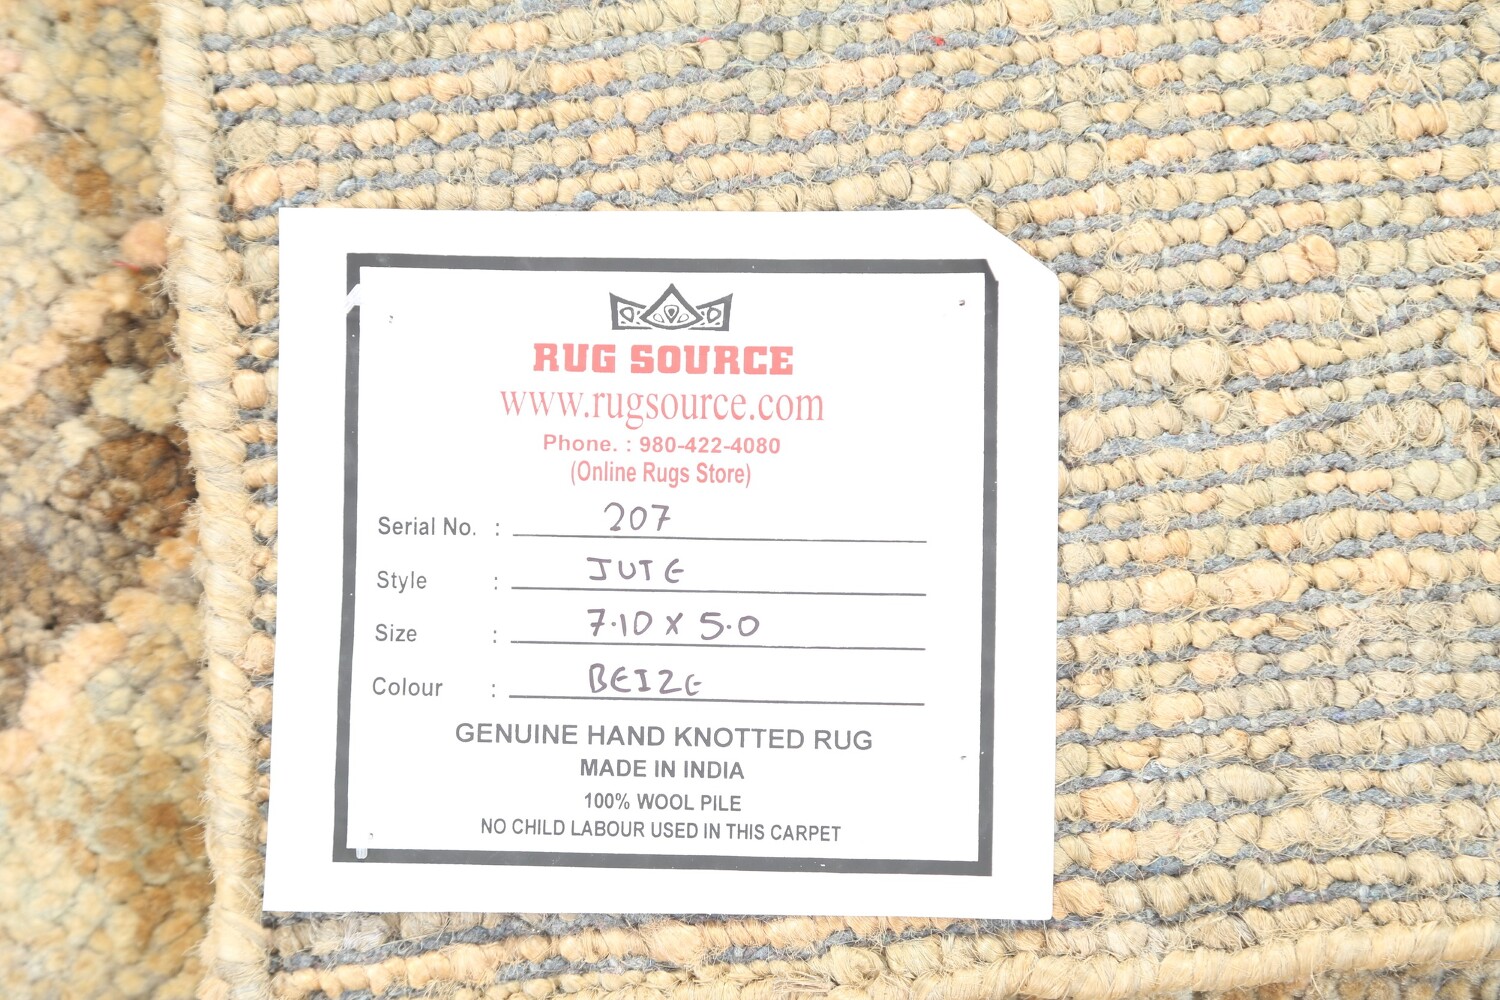 RUG SOURCE
www.rugsource.com
Phone. : 980-422-4080
(Online Rugs Store)
Serial No. : 207
Style : JUTE
Size : 7.10 x 5.0
Colour : BEIZE
GENUINE HAND KNOTTED RUG
MADE IN INDIA
100% WOOL PILE
NO CHILD LABOUR USED IN THIS CARPET